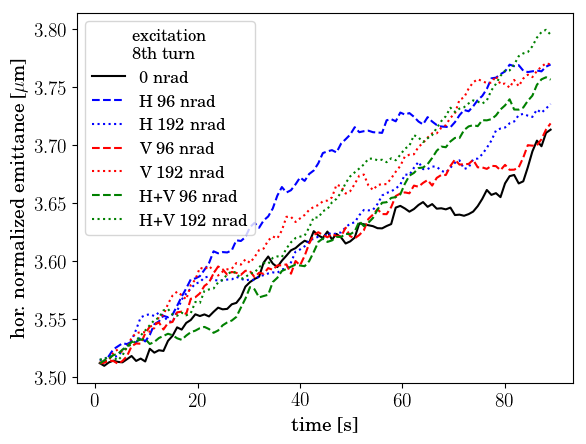 excitation
8th turn
0 nrad
H 96 nrad
H 192 nrad
V 96 nrad
V 192 nrad
H+V 96 nrad
H+V 192 nrad
hor. normalized emittance [μm]
3.80
3.75
3.70
3.65
3.60
3.55
3.50
0 20 40 60 80
time [s]